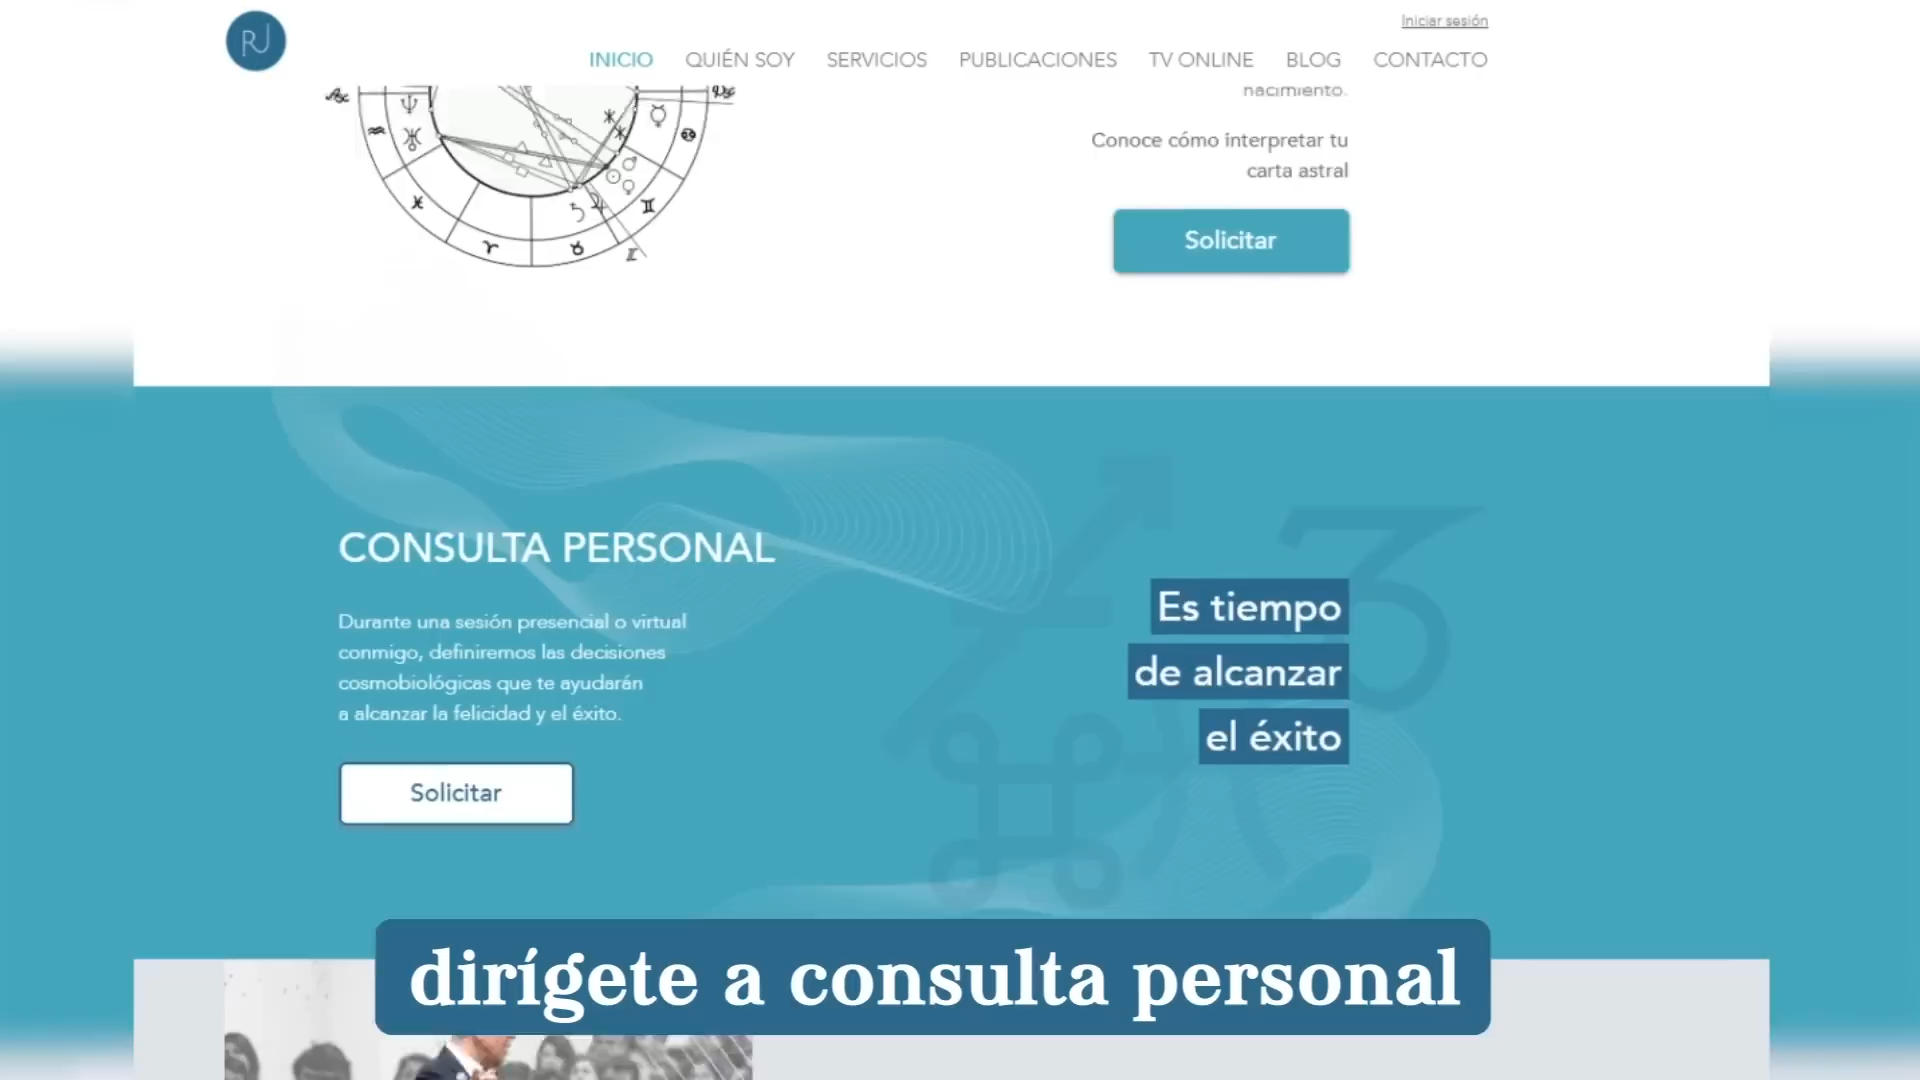 RJ
Iniciar sesión
INICIO QUIÉN SOY SERVICIOS PUBLICACIONES TV ONLINE BLOG CONTACTO
nacimiento.
Conoce cómo interpretar tu
carta astral
Solicitar
CONSULTA PERSONAL
Durante una sesión presencial o virtual
conmigo, definiremos las decisiones
cosmobiológicas que te ayudarán
a alcanzar la felicidad y el éxito.
Solicitar
Es tiempo
de alcanzar
el éxito
dirígete a consulta personal